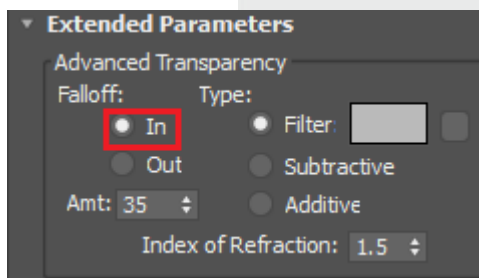 Extended Parameters
Advanced Transparency
Falloff: Type:
In Filter:
Out Subtractive
Amt: 35 Additive
Index of Refraction: 1.5